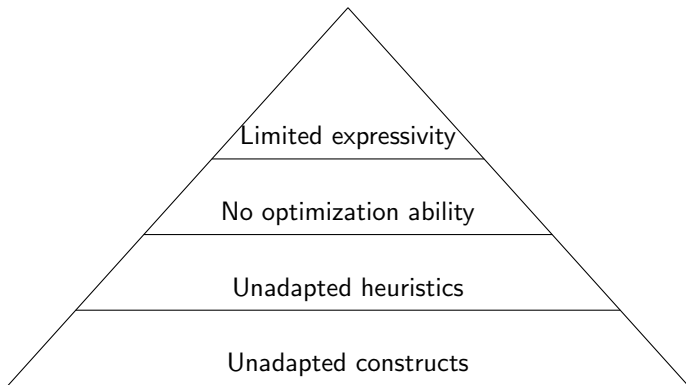 Limited expressivity
No optimization ability
Unadapted heuristics
Unadapted constructs